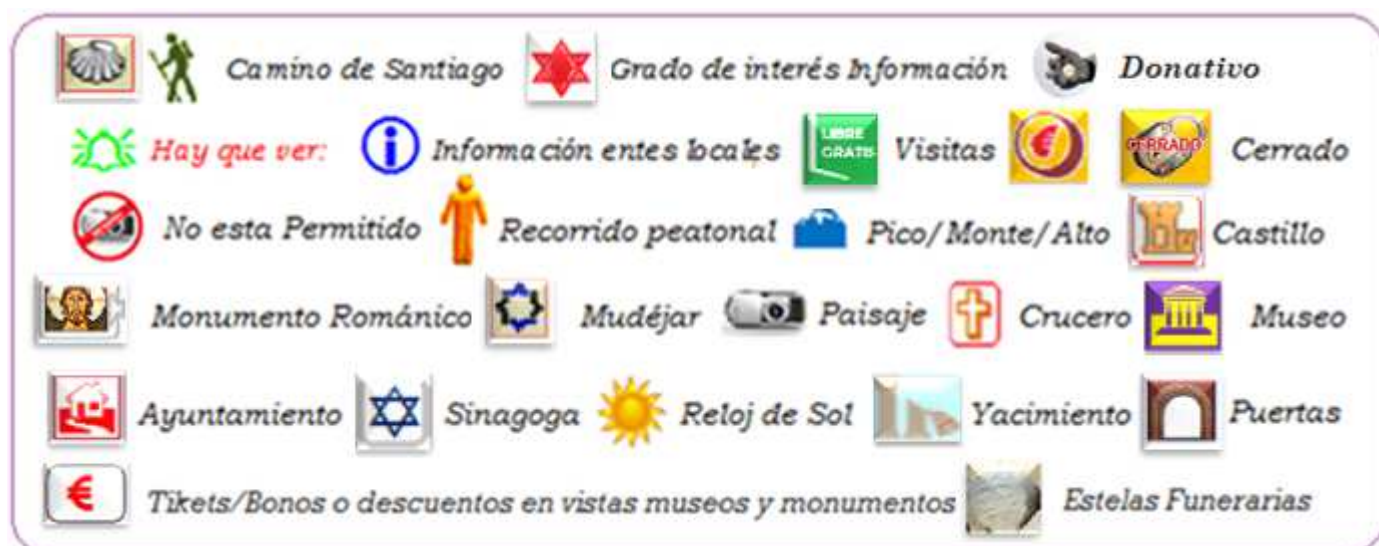 Camino de Santiago Grado de interés Información Donativo
Hay que ver: i Información entes locales LIBRE GRATIS Visitas € CERRADO Cerrado
No esta Permitido Recorrido peatonal Pico/Monte/Alto Castillo
Monumento Románico Mudéjar Paisaje Crucero Museo
Ayuntamiento Sinagoga Reloj de Sol Yacimiento Puertas
€ Tikets/Bonos o descuentos en vistas museos y monumentos Estelas Funerarias